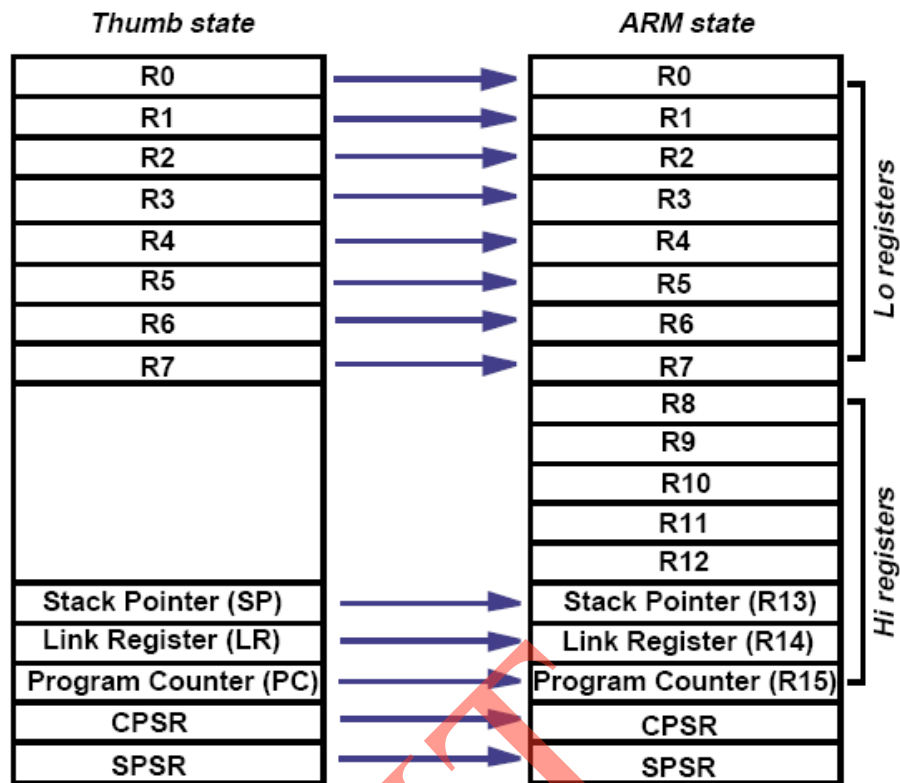 Thumb state
ARM state
R0
R0
R1
R1
R2
R2
R3
R3
R4
R4
R5
R5
R6
R6
R7
R7
Lo registers
R8
R9
R10
R11
R12
Stack Pointer (SP)
Stack Pointer (R13)
Link Register (LR)
Link Register (R14)
Program Counter (PC)
Program Counter (R15)
Hi registers
CPSR
CPSR
SPSR
SPSR